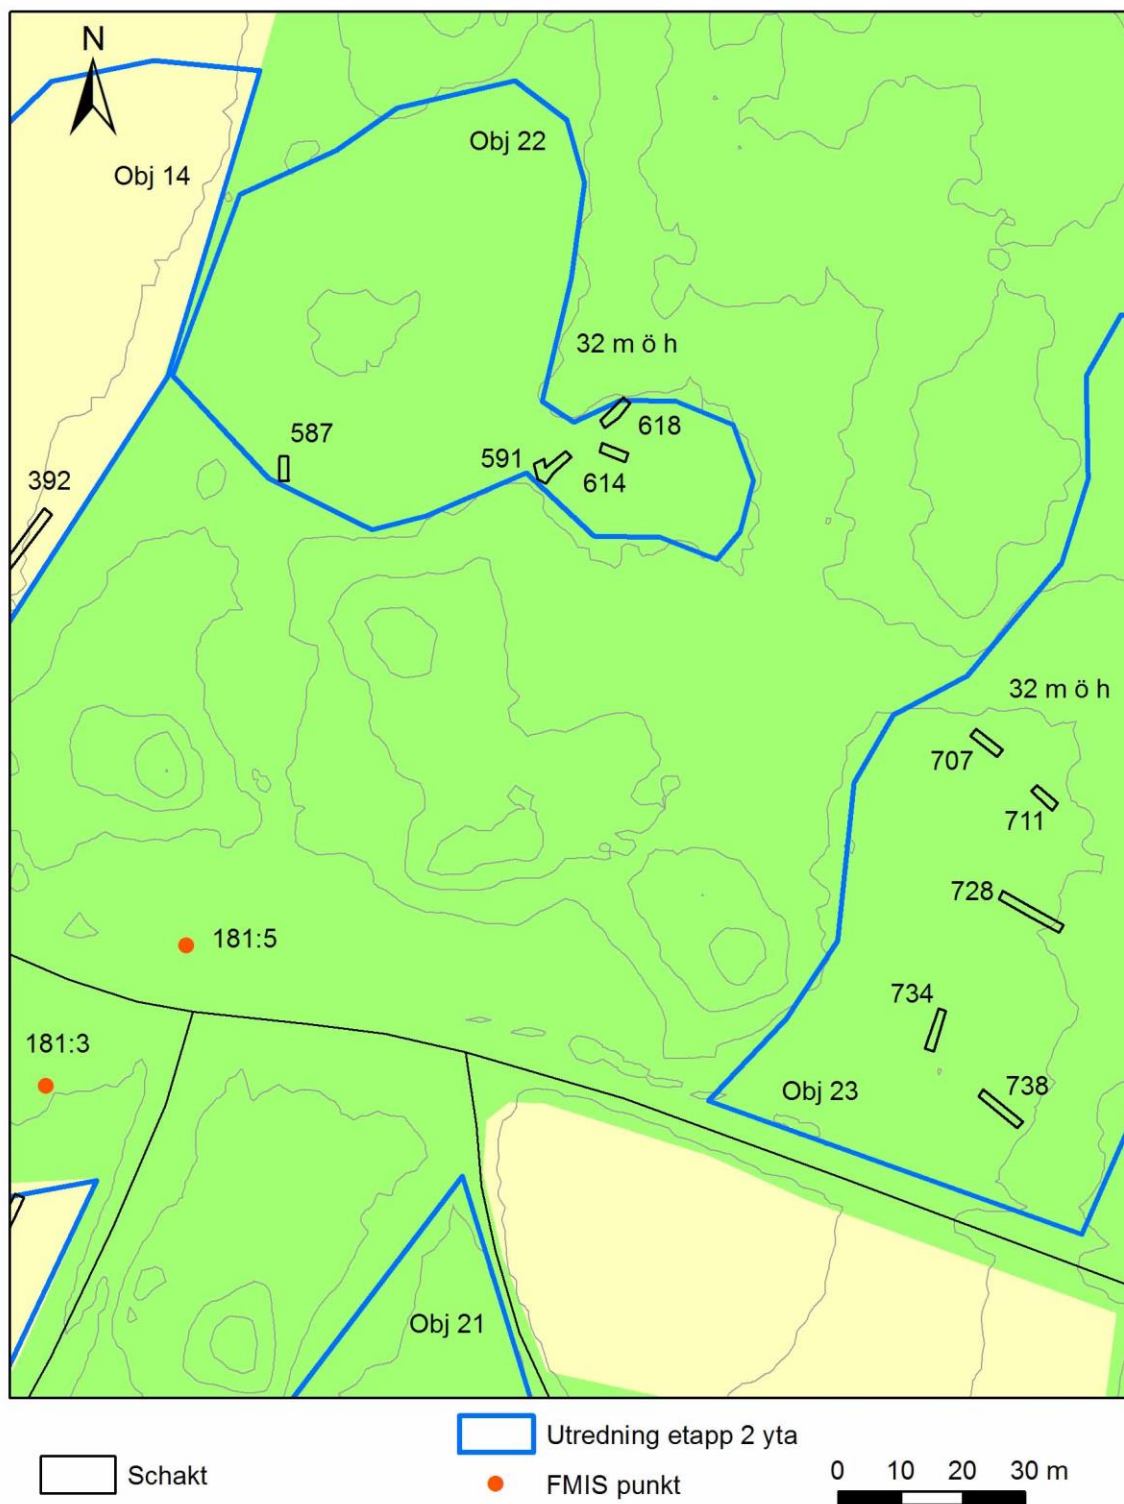 N
Obj 14
Obj 22
32 m ö h
587
618
591
614
392
32 m ö h
707
711
728
181:5
734
181:3
738
Obj 23
Obj 21
Utredning etapp 2 yta
Schakt
FMIS punkt
0 10 20 30 m